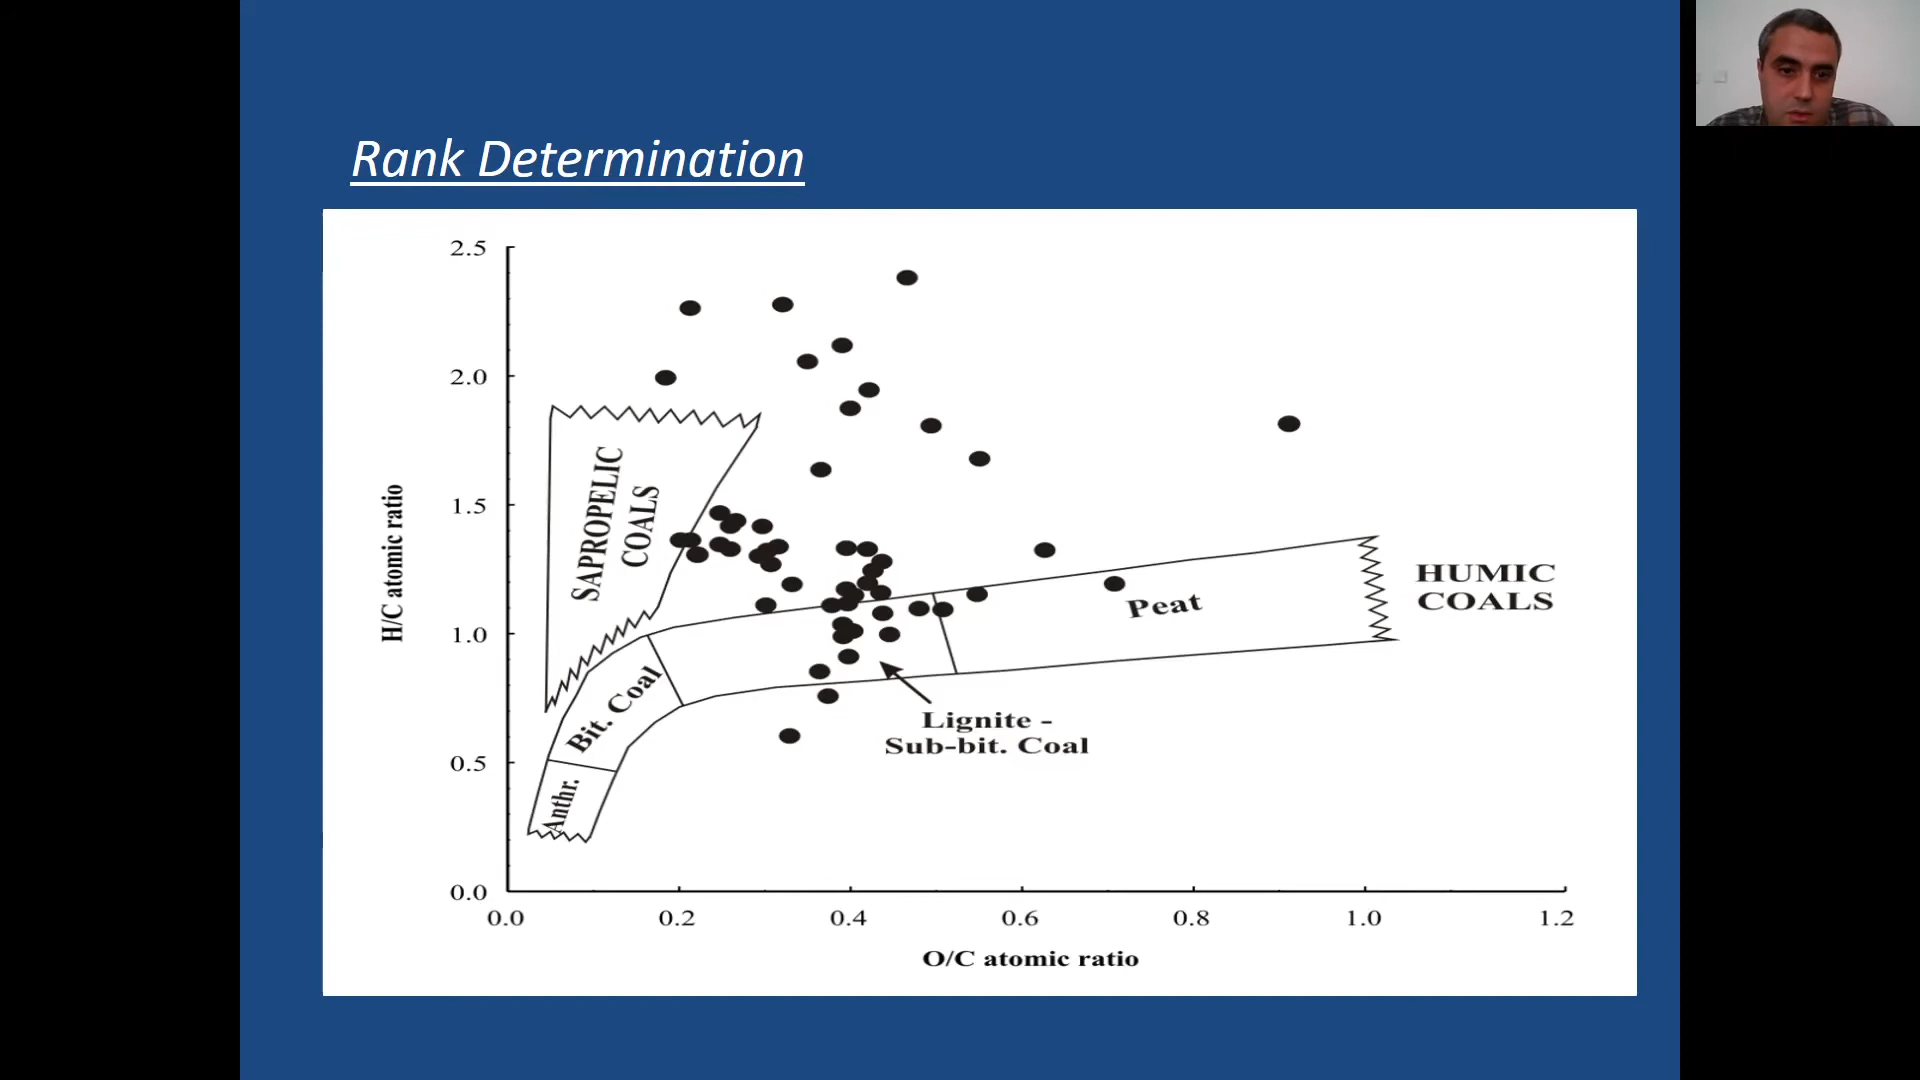 Rank Determination
2.5
2.0
1.5
1.0
0.5
0.0
H/C atomic ratio
SAPROPELIC
COALS
Bit. Coal
Anthr.
Peat
Lignite -
Sub-bit. Coal
HUMIC
COALS
0.0 0.2 0.4 0.6 0.8 1.0 1.2
O/C atomic ratio